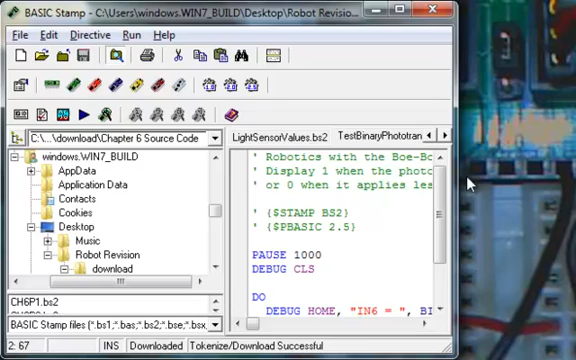 BASIC Stamp - C:\Users\windows.WIN7_BUILD\Desktop\Robot Revisio...
File Edit Directive Run Help
C:\...\download\Chapter 6 Source Code
LightSensorValues.bs2 TestBinaryPhototran
windows.WIN7_BUILD
AppData
Application Data
Contacts
Cookies
Desktop
Music
Robot Revision
download
CH6P1.bs2
BASIC Stamp files (*.bs1,*.bas,*.bs2,*.bse,*.bsx,
' Robotics with the Boe-Bo
' Display 1 when the photo
' or 0 when it applies les
' {$STAMP BS2}
' {$PBASIC 2.5}
PAUSE 1000
DEBUG CLS
DO
DEBUG HOME, "IN6 = ", BI
2: 67 INS Downloaded Tokenize/Download Successful